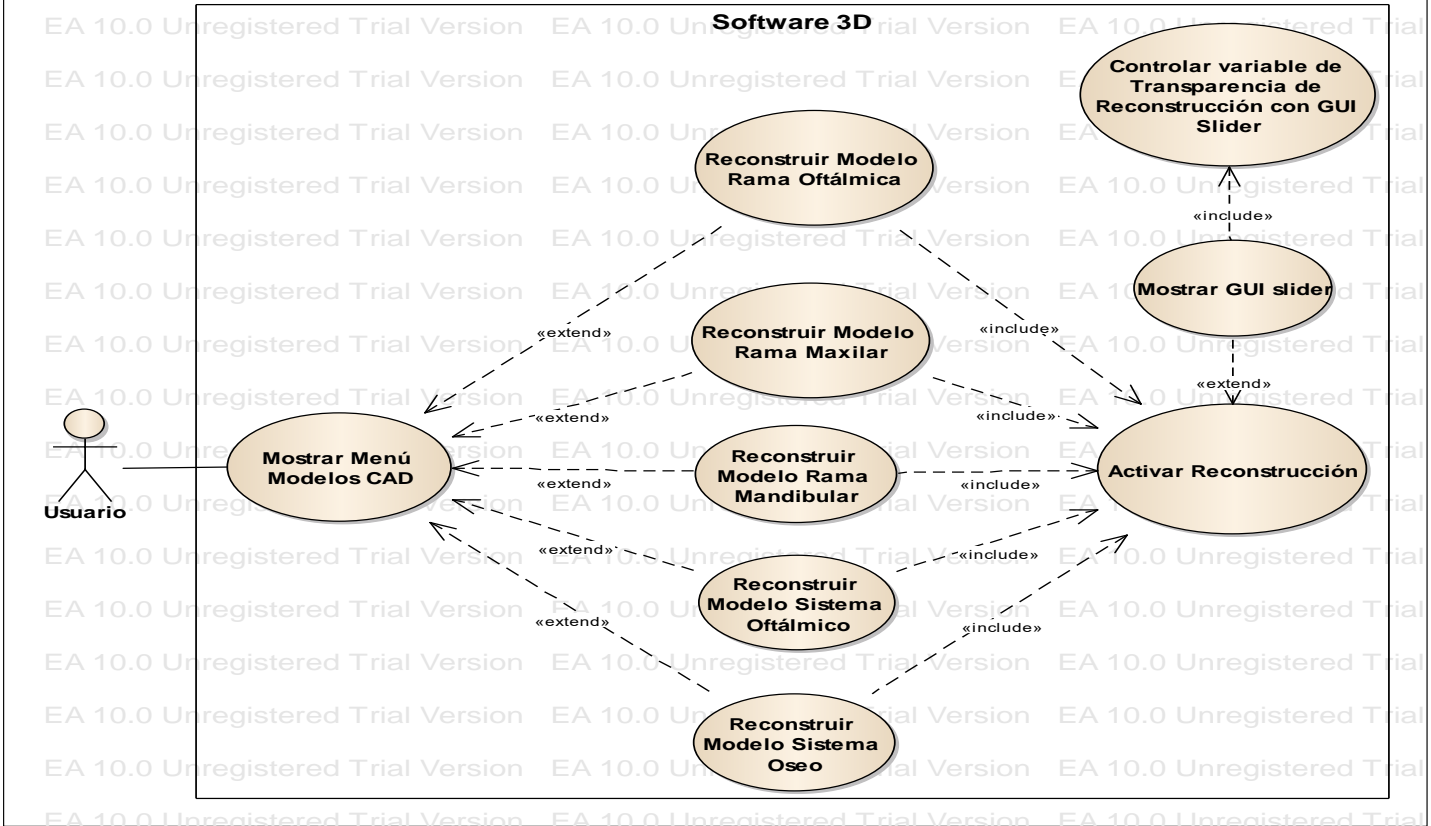 Software 3D
Controlar variable de
Transparencia de
Reconstrucción con GUI
Slider
Reconstruir Modelo
Rama Oftálmica
«include»
Mostrar GUI slider
«extend»
«include»
Reconstruir Modelo
Rama Maxilar
«extend»
«extend»
«include»
Usuario
Mostrar Menú
Modelos CAD
«extend»
Reconstruir
Modelo Rama
Mandibular
«include»
Activar Reconstrucción
«extend»
Reconstruir
Modelo Sistema
Oftálmico
«include»
«extend»
«include»
Reconstruir
Modelo Sistema
Oseo
EA 10.0 Unregistered Trial Version